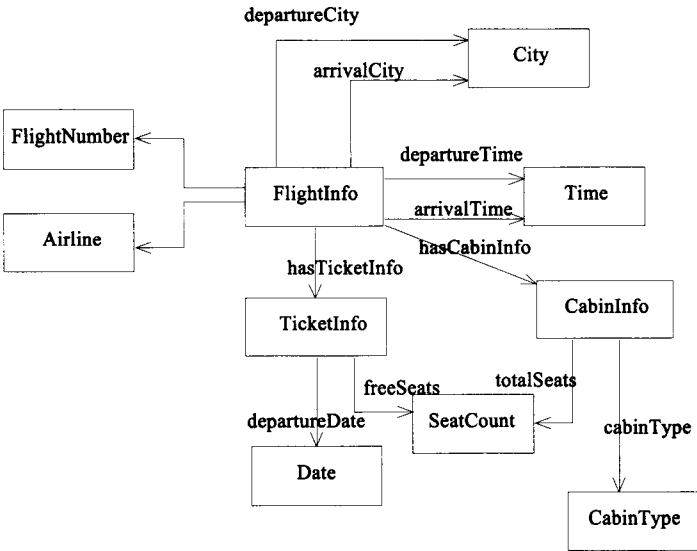 departureCity
City
arrivalCity
FlightNumber
departureTime
FlightInfo
Time
arrivalTime
Airline
hasCabinInfo
hasTicketInfo
CabinInfo
TicketInfo
freeSeats
totalSeats
departureDate
SeatCount
cabinType
Date
CabinType